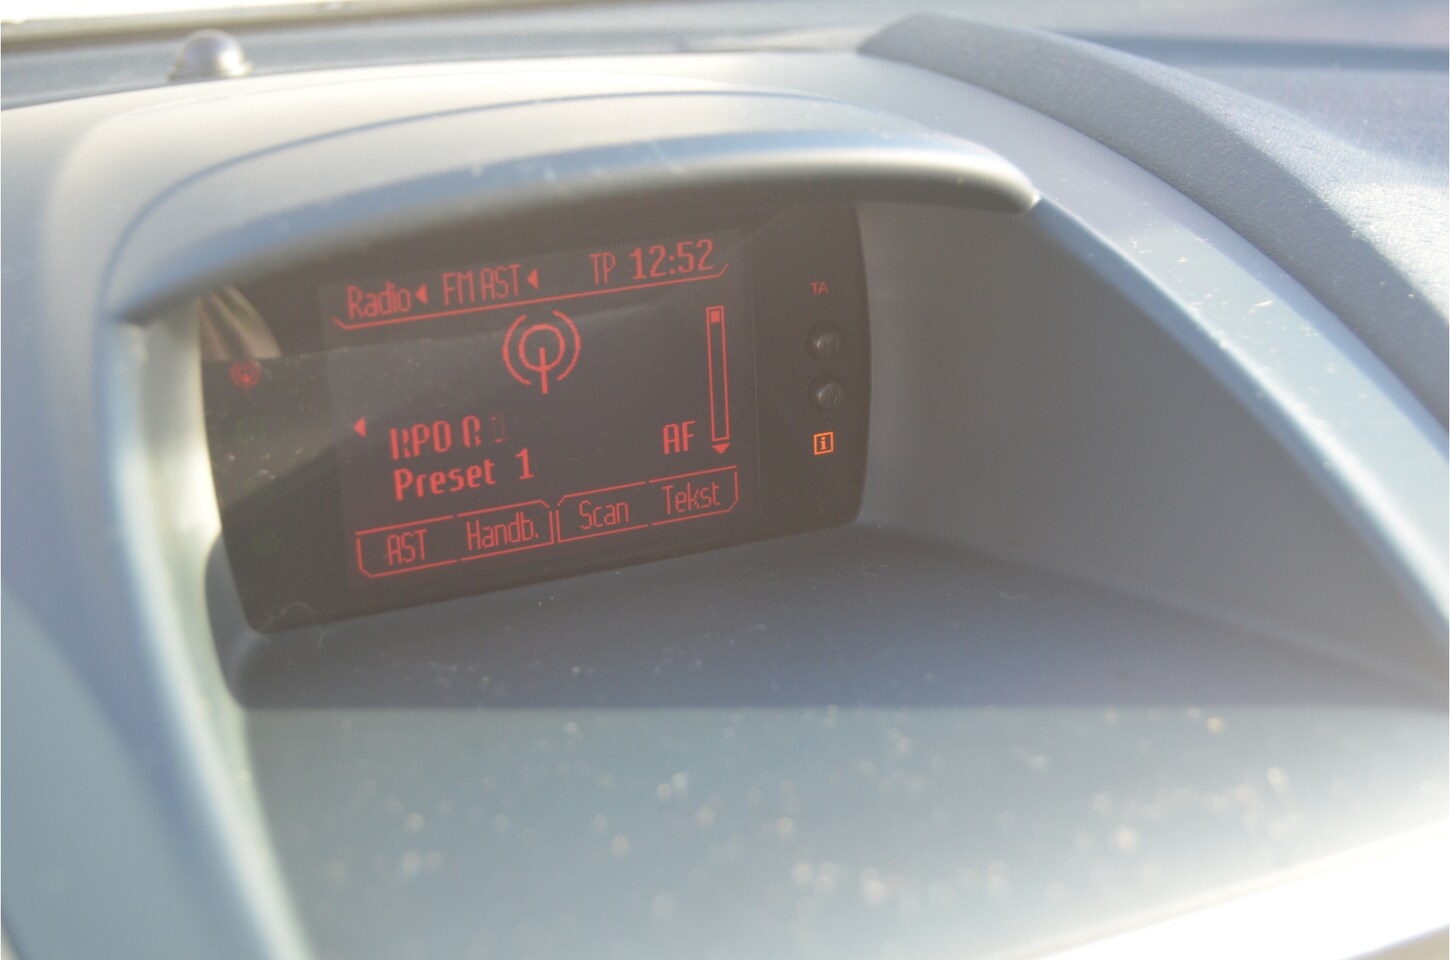 Radio FM AST TP 12:52
TA
AF
Preset 1
AST Handb. Scan Tekst